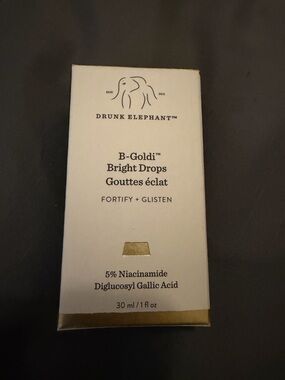 DRUNK ELEPHANT™
B-Goldi™
Bright Drops
Gouttes éclat
FORTIFY + GLISTEN
5% Niacinamide
Diglucosyl Gallic Acid
30 ml / 1 fl oz